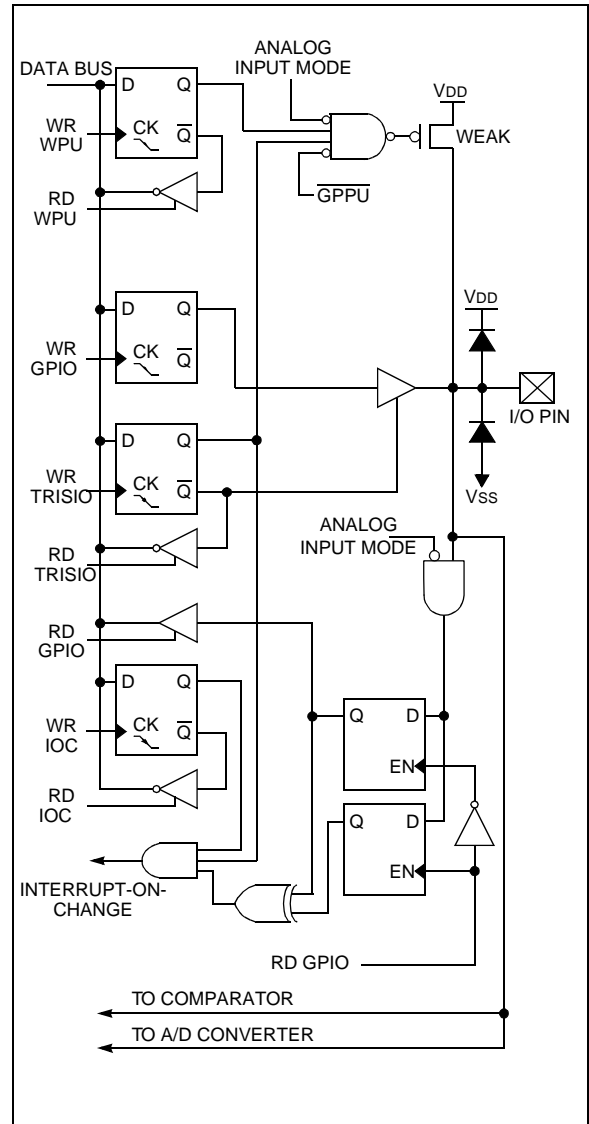 ANALOG
INPUT MODE
DATA BUS
VDD
D Q
WR
WPU
CK
Q
WEAK
RD
WPU
GPPU
VDD
D Q
WR
GPIO
CK
Q
I/O PIN
D Q
WR
TRISIO
CK
Q
VSS
ANALOG
INPUT MODE
RD
TRISIO
RD
GPIO
D Q
Q D
WR
IOC
CK
Q
EN
RD
IOC
Q D
EN
INTERRUPT-ON-
CHANGE
RD GPIO
TO COMPARATOR
TO A/D CONVERTER